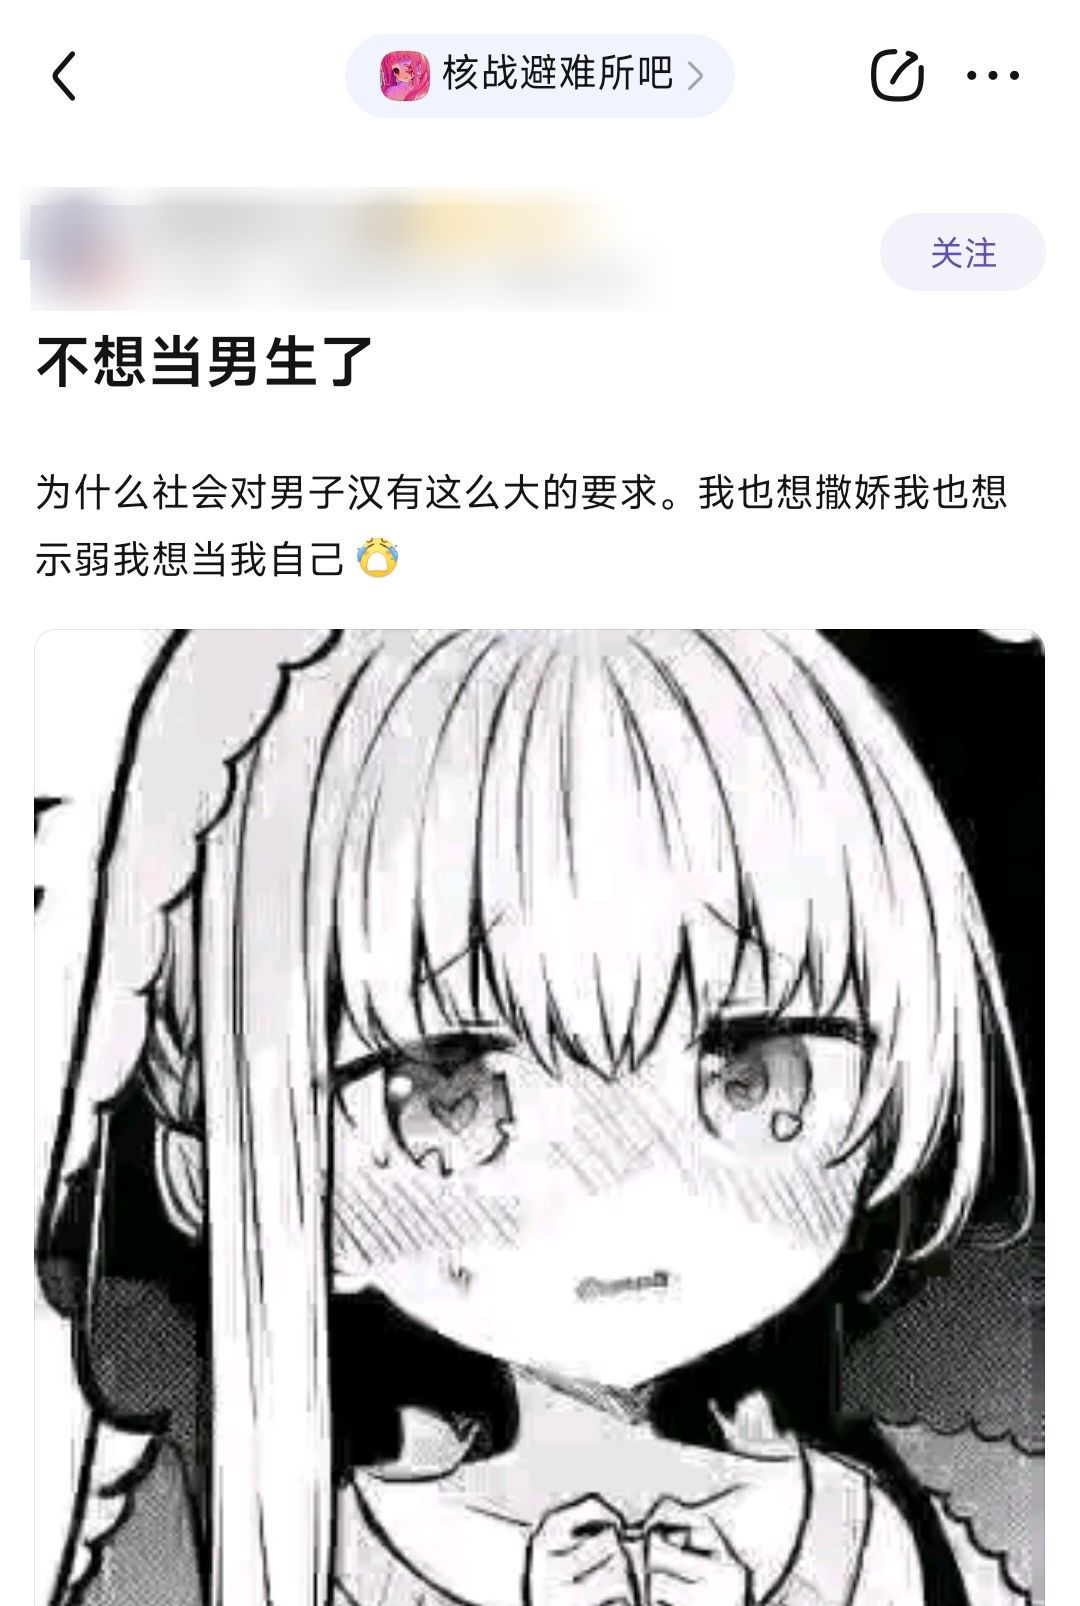 核战避难所吧
关注
不想当男生了
为什么社会对男子汉有这么大的要求。我也想撒娇我也想
示弱我想当我自己😭